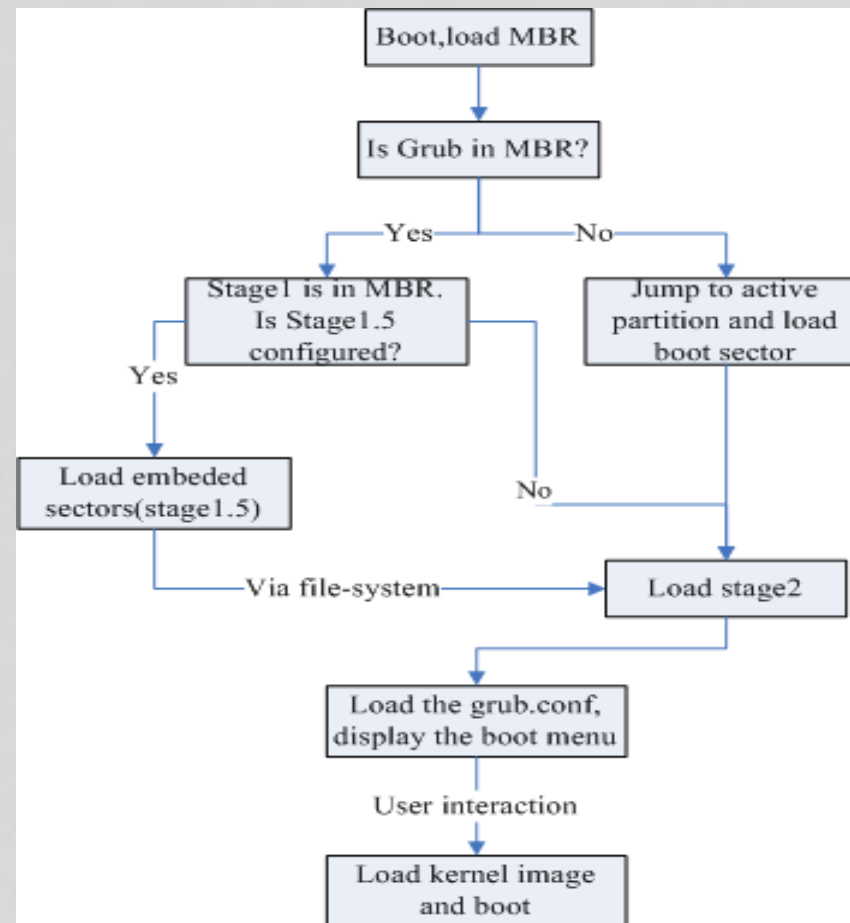 Boot,load MBR
Is Grub in MBR?
Yes
No
Stage1 is in MBR.
Is Stage1.5
configured?
Jump to active
partition and load
boot sector
Yes
No
Load embeded
sectors(stage1.5)
Via file-system
Load stage2
Load the grub.conf,
display the boot menu
User interaction
Load kernel image
and boot